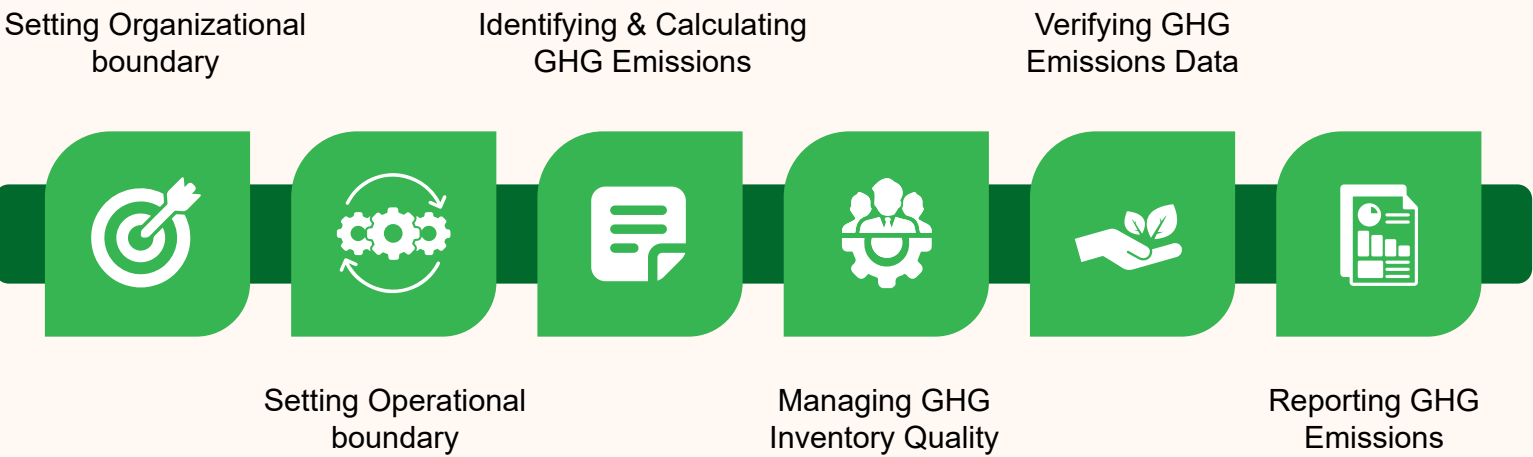 Setting Organizational
boundary
Setting Operational
boundary
Identifying & Calculating
GHG Emissions
Managing GHG
Inventory Quality
Verifying GHG
Emissions Data
Reporting GHG
Emissions